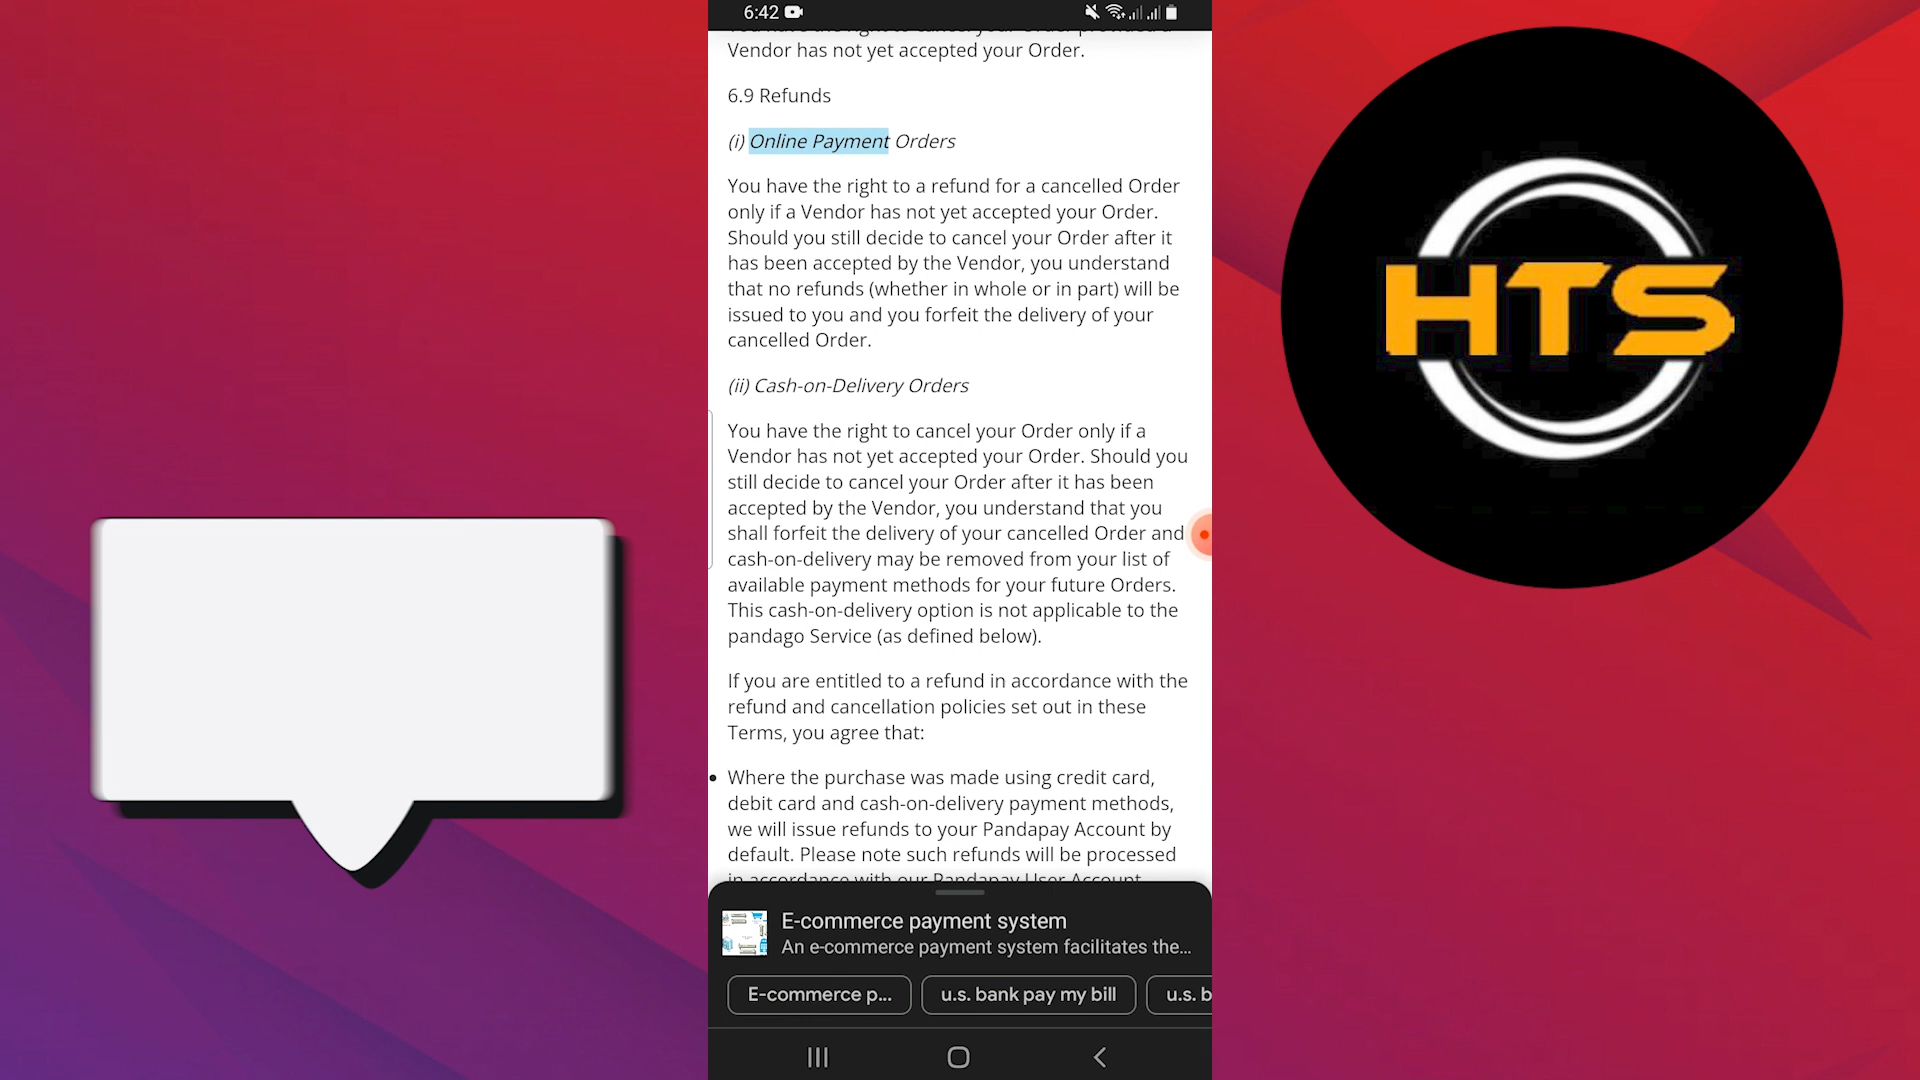 6:42
Vendor has not yet accepted your Order.
6.9 Refunds
(i) Online Payment Orders
You have the right to a refund for a cancelled Order
only if a Vendor has not yet accepted your Order.
Should you still decide to cancel your Order after it
has been accepted by the Vendor, you understand
that no refunds (whether in whole or in part) will be
issued to you and you forfeit the delivery of your
cancelled Order.
(ii) Cash-on-Delivery Orders
You have the right to cancel your Order only if a
Vendor has not yet accepted your Order. Should you
still decide to cancel your Order after it has been
accepted by the Vendor, you understand that you
shall forfeit the delivery of your cancelled Order and
cash-on-delivery may be removed from your list of
available payment methods for your future Orders.
This cash-on-delivery option is not applicable to the
pandago Service (as defined below).
If you are entitled to a refund in accordance with the
refund and cancellation policies set out in these
Terms, you agree that:
• Where the purchase was made using credit card,
debit card and cash-on-delivery payment methods,
we will issue refunds to your Pandapay Account by
default. Please note such refunds will be processed
in accordance with our Pandapay User Account
E-commerce payment system
An e-commerce payment system facilitates the...
E-commerce p...
u.s. bank pay my bill
u.s. b
HTS